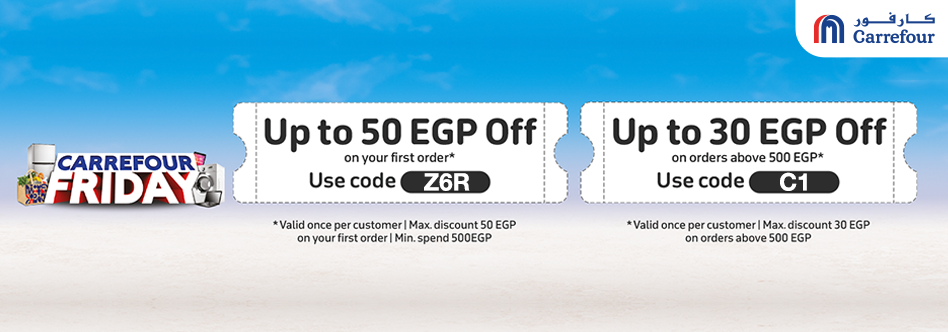 كارفور
Carrefour
CARREFOUR
FRIDAY
Up to 50 EGP Off
on your first order*
Use code Z6R
*Valid once per customer | Max. discount 50 EGP
on your first order | Min. spend 500EGP
Up to 30 EGP Off
on orders above 500 EGP*
Use code C1
*Valid once per customer | Max. discount 30 EGP
on orders above 500 EGP